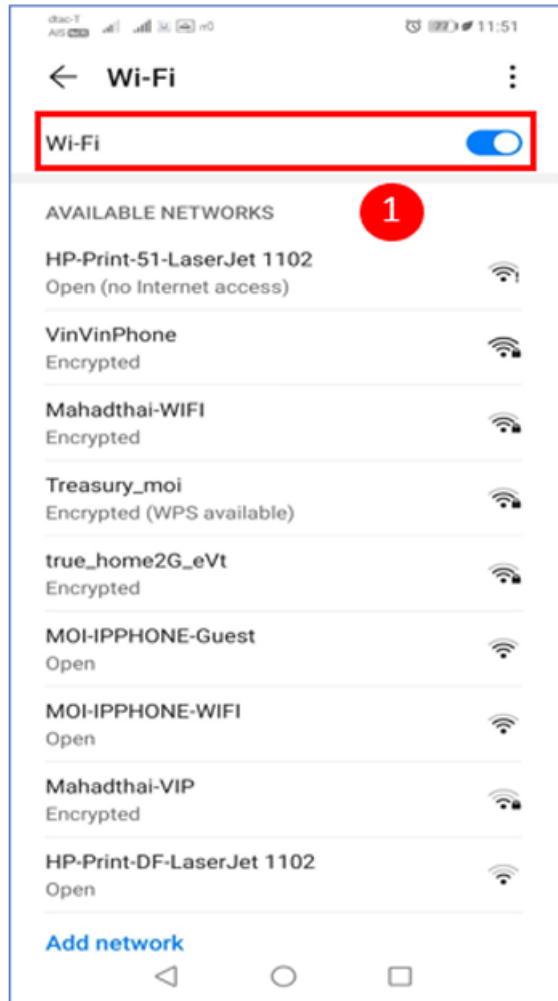 dtac-T 11:51
AIS
Wi-Fi
Wi-Fi
1
AVAILABLE NETWORKS
HP-Print-51-LaserJet 1102
Open (no Internet access)
VinVinPhone
Encrypted
Mahadthai-WIFI
Encrypted
Treasury_moi
Encrypted (WPS available)
true_home2G_eVt
Encrypted
MOI-IPPHONE-Guest
Open
MOI-IPPHONE-WIFI
Open
Mahadthai-VIP
Encrypted
HP-Print-DF-LaserJet 1102
Open
Add network